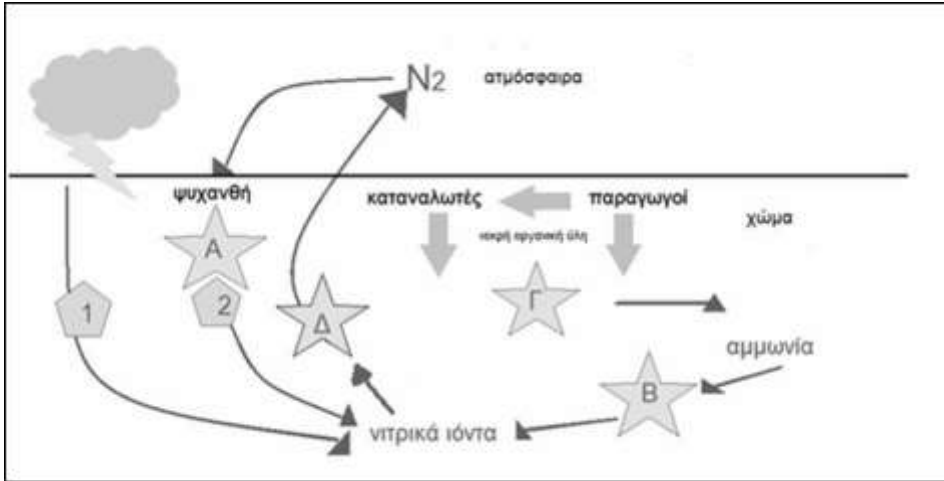 N2 ατμόσφαιρα
ψυχανθή καταναλωτές παραγωγοί
χώμα
νεκρή οργανική ύλη
Α
Γ
1 2 Δ
αμμωνία
Β
νιτρικά ιόντα